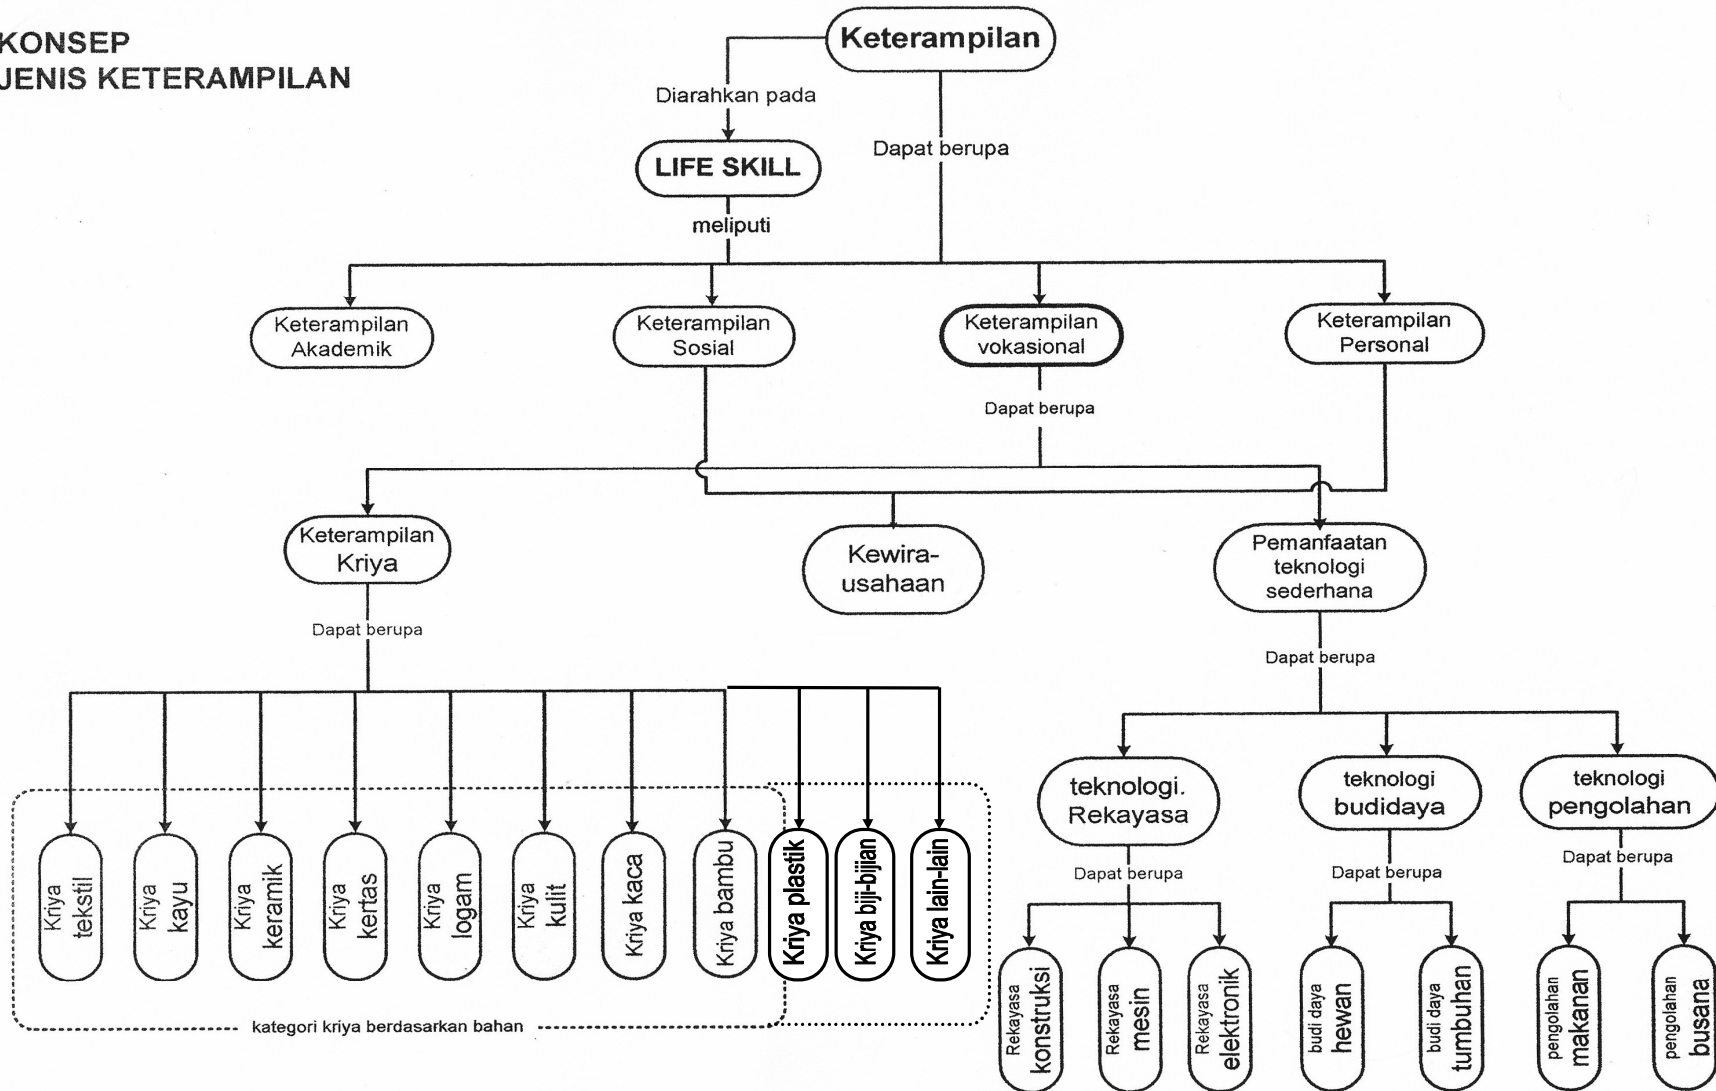 KONSEP
JENIS KETERAMPILAN
Keterampilan
Diarahkan pada
Dapat berupa
LIFE SKILL
meliputi
Keterampilan
Akademik
Keterampilan
Sosial
Keterampilan
vokasional
Keterampilan
Personal
Dapat berupa
Keterampilan
Kriya
Kewira-
usahaan
Pemanfaatan
teknologi
sederhana
Dapat berupa
Dapat berupa
teknologi.
Rekayasa
teknologi
budidaya
teknologi
pengolahan
Kriya
tekstil
Kriya
kayu
Kriya
keramik
Kriya
kertas
Kriya
logam
Kriya
kulit
Kriya kaca
Kriya bambu
Kriya plastik
Kriya biji-bijian
Kriya lain-lain
Dapat berupa
Dapat berupa
Dapat berupa
Rekayasa
konstruksi
Rekayasa
mesin
Rekayasa
elektronik
budi daya
hewan
budi daya
tumbuhan
pengolahan
makanan
pengolahan
busana
kategori kriya berdasarkan bahan